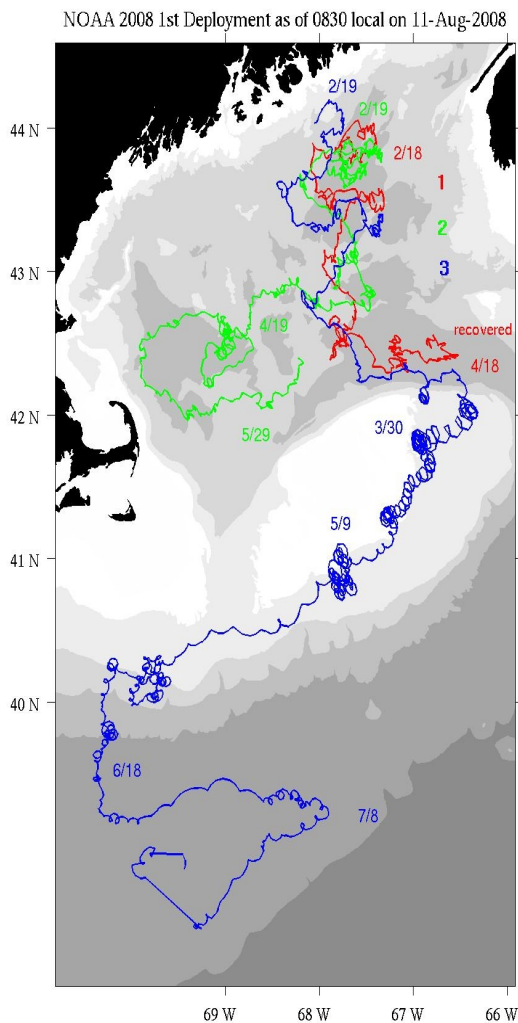 NOAA 2008 1st Deployment as of 0830 local on 11-Aug-2008
2/19
2/19
44 N
2/18
1
2
43 N
3
4/19
recovered
4/18
42 N
3/30
5/29
5/9
41 N
40 N
6/18
7/8
69 W
68 W
67 W
66 W